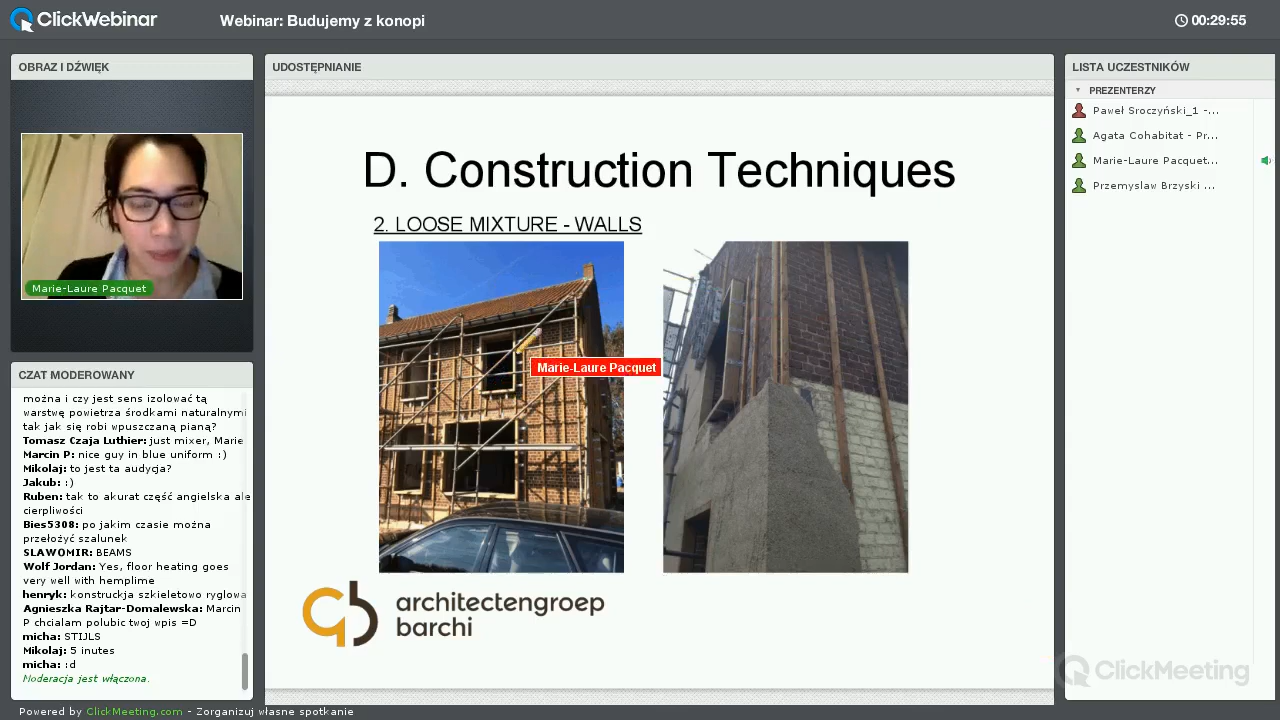 ClickWebinar
Webinar: Budujemy z konopi
00:29:55
OBRAZ I DŹWIĘK
Marie-Laure Pacquet
CZAT MODEROWANY
można i czy jest sens izolować tą
warstwę powietrza środkami naturalnymi
tak jak się robi wpuszczaną pianą?
Tomasz Czaja Luthier: just mixer, Marie
Marcin P: nice guy in blue uniform :)
Mikolaj: to jest ta audycja?
Jakub: :)
Ruben: tak to akurat część angielska ale
cierpliwości
Bies5308: po jakim czasie można
przełożyć szalunek
SLAWOMIR: BEAMS
Wolf Jordan: Yes, floor heating goes
very well with hemplime
henryk: konstrukcja szkieletowo ryglowa
Agnieszka Rajtar-Domalewska: Marcin
P chcialam polubic twoj wpis =D
micha: STIJLS
Mikolaj: 5 inutes
micha: :d
Moderacja jest włączona.
UDOSTĘPNIANIE
D. Construction Techniques
2. LOOSE MIXTURE - WALLS
Marie-Laure Pacquet
architectengroep
barchi
LISTA UCZESTNIKÓW
PREZENTERZY
Paweł Sroczyński_1 -...
Agata Cohabitat - Pr...
Marie-Laure Pacquet...
Przemyslaw Brzyski ...
ClickMeeting
Powered by ClickMeeting.com - Zorganizuj własne spotkanie